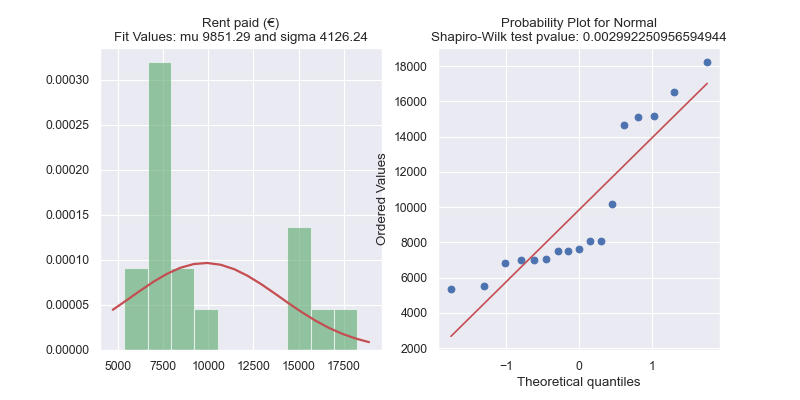 Rent paid (€)
Fit Values: mu 9851.29 and sigma 4126.24
0.00030
0.00025
0.00020
0.00015
0.00010
0.00005
0.00000
5000 7500 10000 12500 15000 17500
Probability Plot for Normal
Shapiro-Wilk test pvalue: 0.002992250956594944
Ordered Values
18000
16000
14000
12000
10000
8000
6000
4000
2000
−1 0 1
Theoretical quantiles